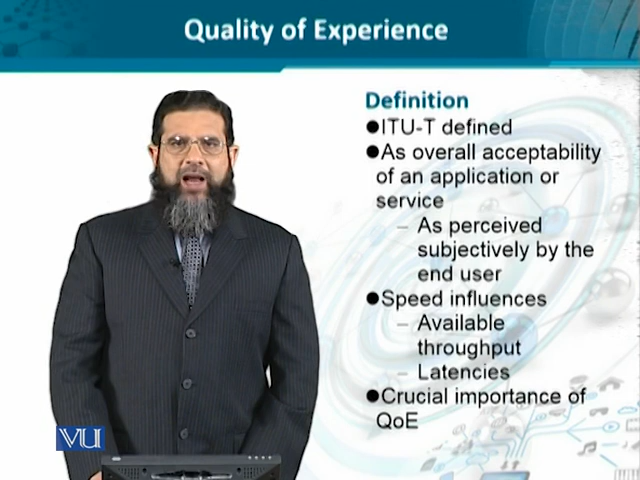 Quality of Experience
Definition
●ITU-T defined
●As overall acceptability
of an application or
service
– As perceived
subjectively by the
end user
●Speed influences
– Available
throughput
– Latencies
●Crucial importance of
QoE
VU